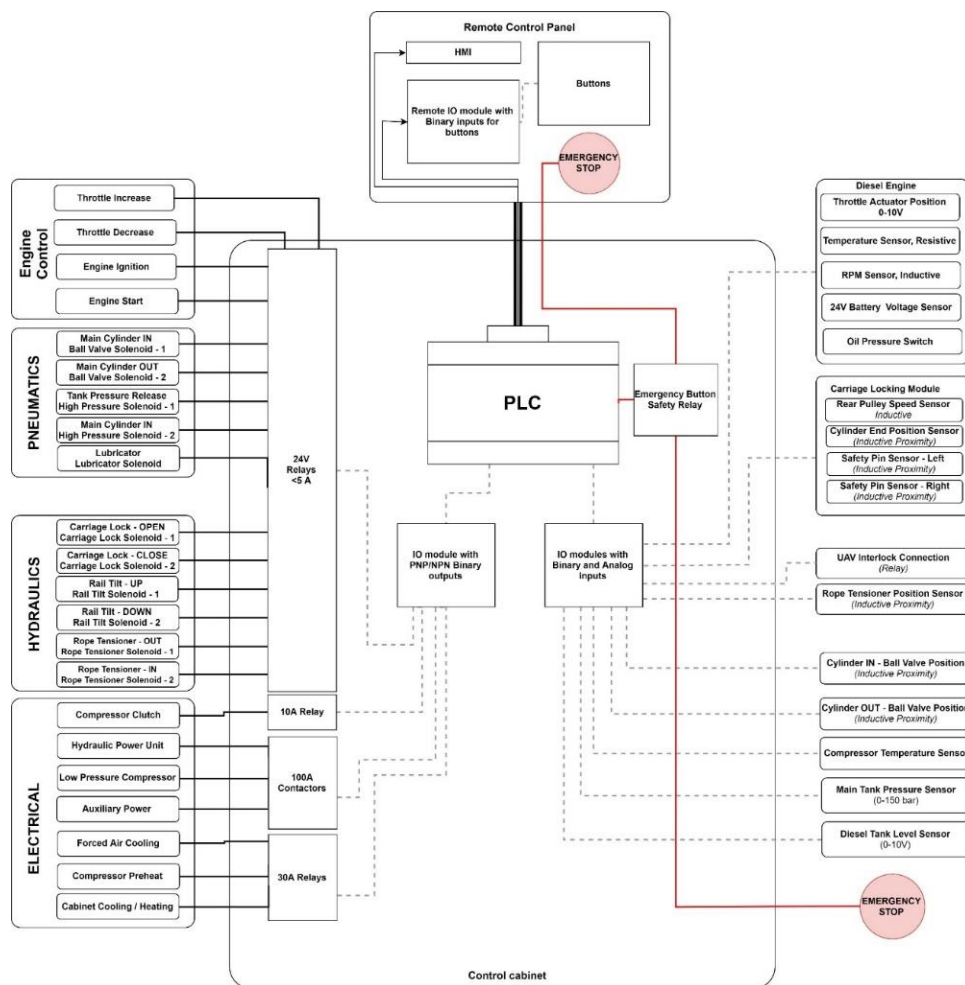 Remote Control Panel
HMI
Remote IO module with
Binary inputs for
buttons
Buttons
EMERGENCY
STOP
Engine
Control
Throttle Increase
Throttle Decrease
Engine Ignition
Engine Start
PNEUMATICS
Main Cylinder IN
Ball Valve Solenoid - 1
Main Cylinder OUT
Ball Valve Solenoid - 2
Tank Pressure Release
High Pressure Solenoid - 1
Main Cylinder IN
High Pressure Solenoid - 2
Lubricator
Lubricator Solenoid
HYDRAULICS
Carriage Lock - OPEN
Carriage Lock Solenoid - 1
Carriage Lock - CLOSE
Carriage Lock Solenoid - 2
Rail Tilt - UP
Rail Tilt Solenoid - 1
Rail Tilt - DOWN
Rail Tilt Solenoid - 2
Rope Tensioner - OUT
Rope Tensioner Solenoid - 1
Rope Tensioner - IN
Rope Tensioner Solenoid - 2
ELECTRICAL
Compressor Clutch
Hydraulic Power Unit
Low Pressure Compressor
Auxiliary Power
Forced Air Cooling
Compressor Preheat
Cabinet Cooling / Heating
24V
Relays
<5 A
10A Relay
100A
Contactors
30A Relays
PLC
Emergency Button
Safety Relay
IO module with
PNP/NPN Binary
outputs
IO modules with
Binary and Analog
inputs
Control cabinet
Diesel Engine
Throttle Actuator Position
0-10V
Temperature Sensor, Resistive
RPM Sensor, Inductive
24V Battery Voltage Sensor
Oil Pressure Switch
Carriage Locking Module
Rear Pulley Speed Sensor
Inductive
Cylinder End Position Sensor
(Inductive Proximity)
Safety Pin Sensor - Left
(Inductive Proximity)
Safety Pin Sensor - Right
(Inductive Proximity)
UAV Interlock Connection
(Relay)
Rope Tensioner Position Sensor
(Inductive Proximity)
Cylinder IN - Ball Valve Position
(Inductive Proximity)
Cylinder OUT - Ball Valve Position
(Inductive Proximity)
Compressor Temperature Sensor
Main Tank Pressure Sensor
(0-150 bar)
Diesel Tank Level Sensor
(0-10V)
EMERGENCY
STOP